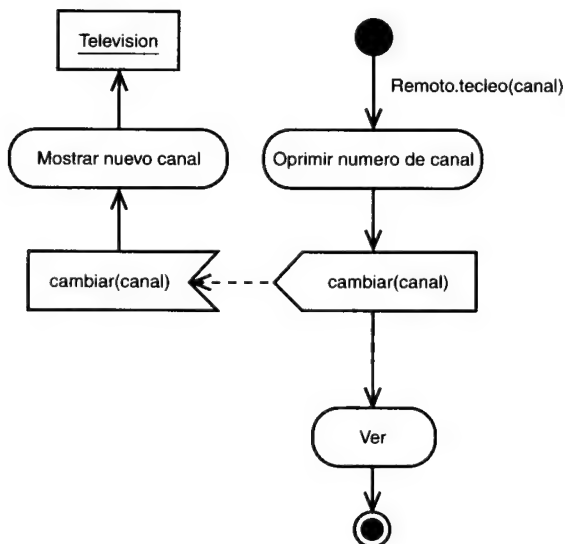 Television
Remoto.tecleo(canal)
Mostrar nuevo canal
Oprimir numero de canal
cambiar(canal)
cambiar(canal)
Ver